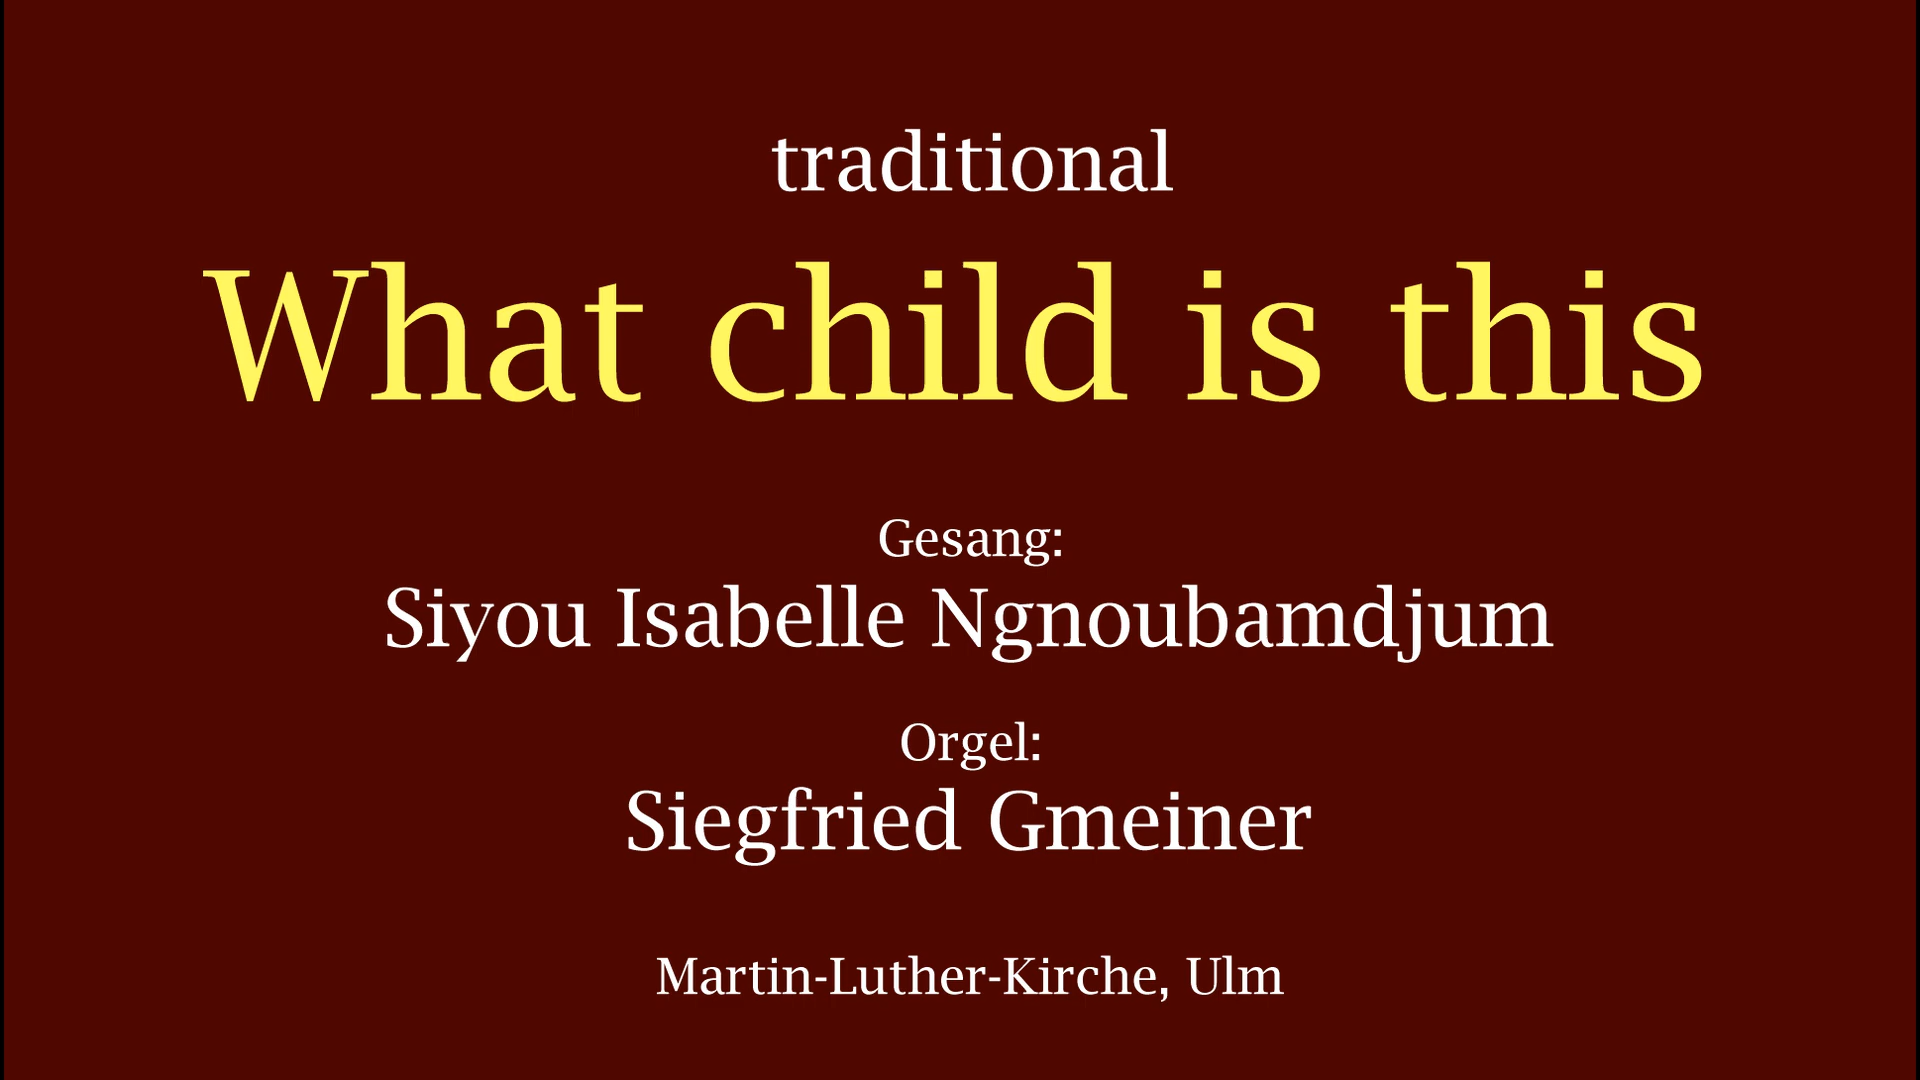 traditional
What child is this
Gesang:
Siyou Isabelle Ngnoubamdjum
Orgel:
Siegfried Gmeiner
Martin-Luther-Kirche, Ulm